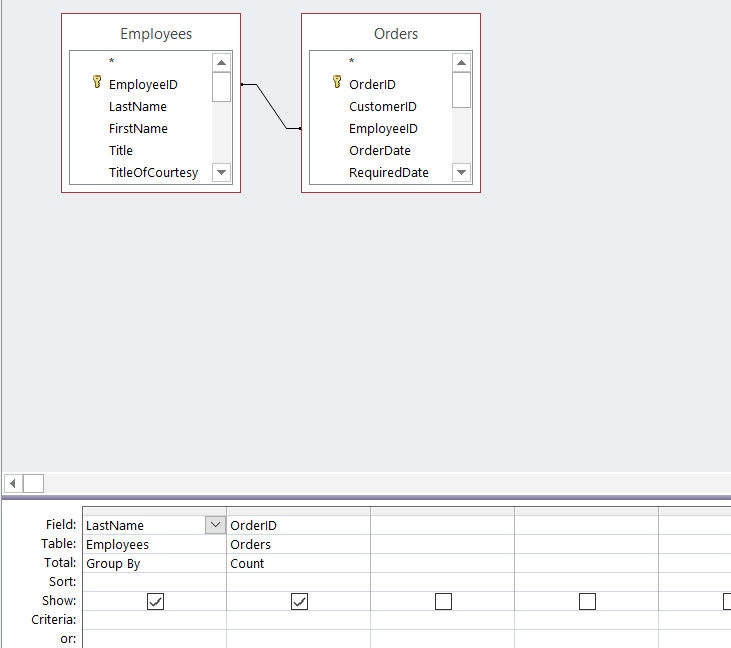 Employees
*
EmployeeID
LastName
FirstName
Title
TitleOfCourtesy
Orders
*
OrderID
CustomerID
EmployeeID
OrderDate
RequiredDate
Field: LastName OrderID
Table: Employees Orders
Total: Group By Count
Sort:
Show:
Criteria:
or: